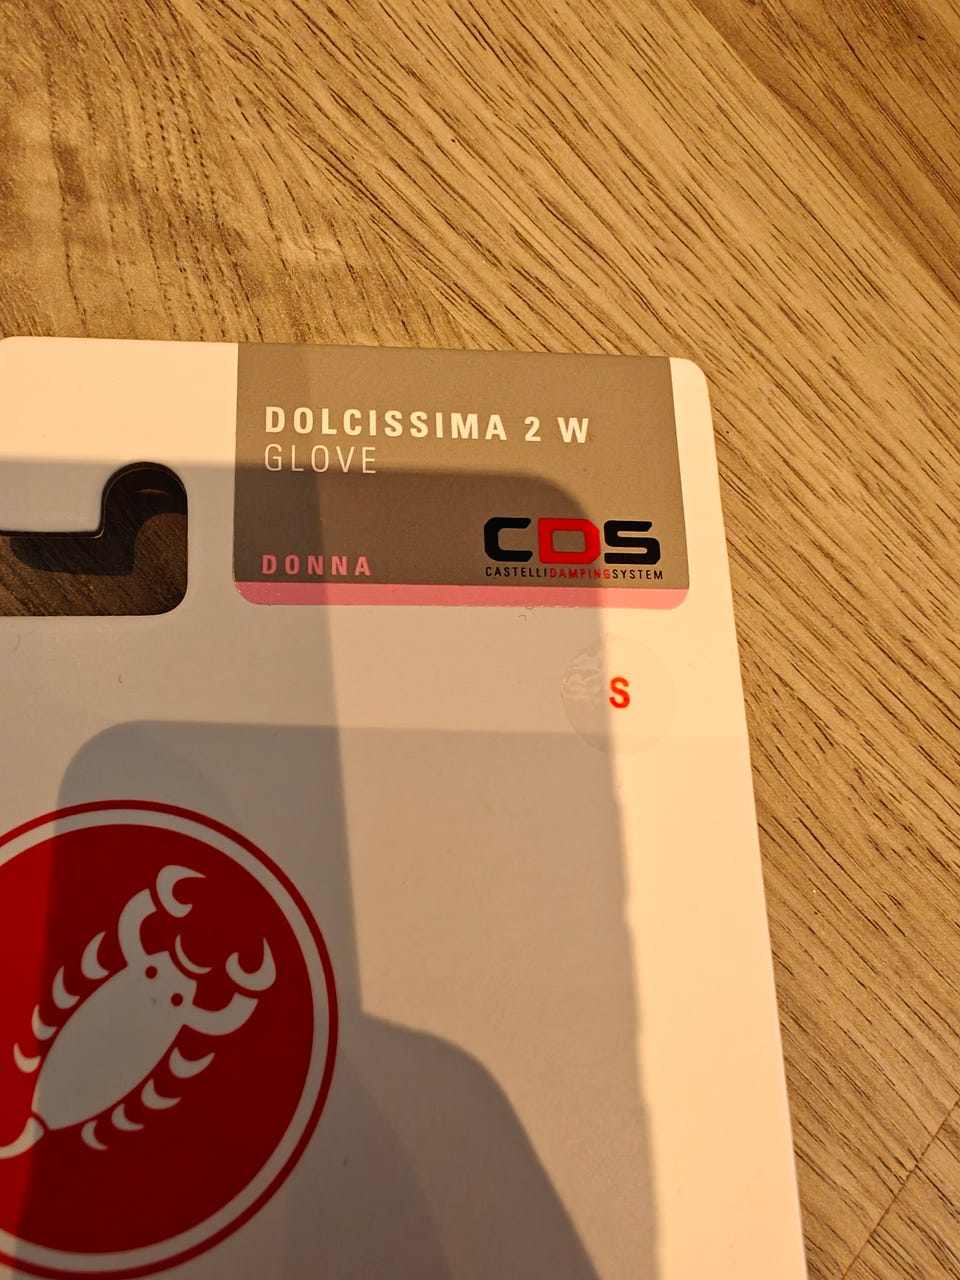 DOLCISSIMA 2 W
GLOVE
DONNA
CDS
CASTELLIDAMPINGSYSTEM
S